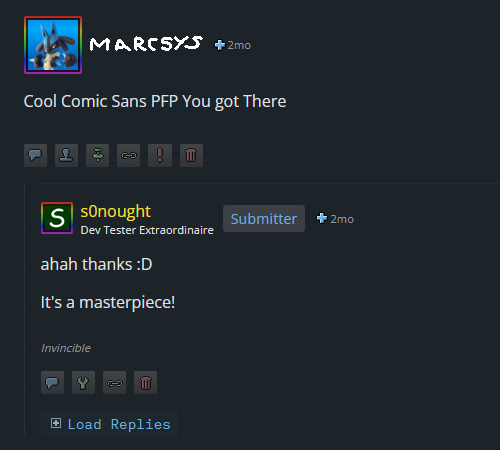 MARCSYS 2mo
Cool Comic Sans PFP You got There
S
s0nought Submitter 2mo
Dev Tester Extraordinaire
ahah thanks :D
It's a masterpiece!
Invincible
Load Replies